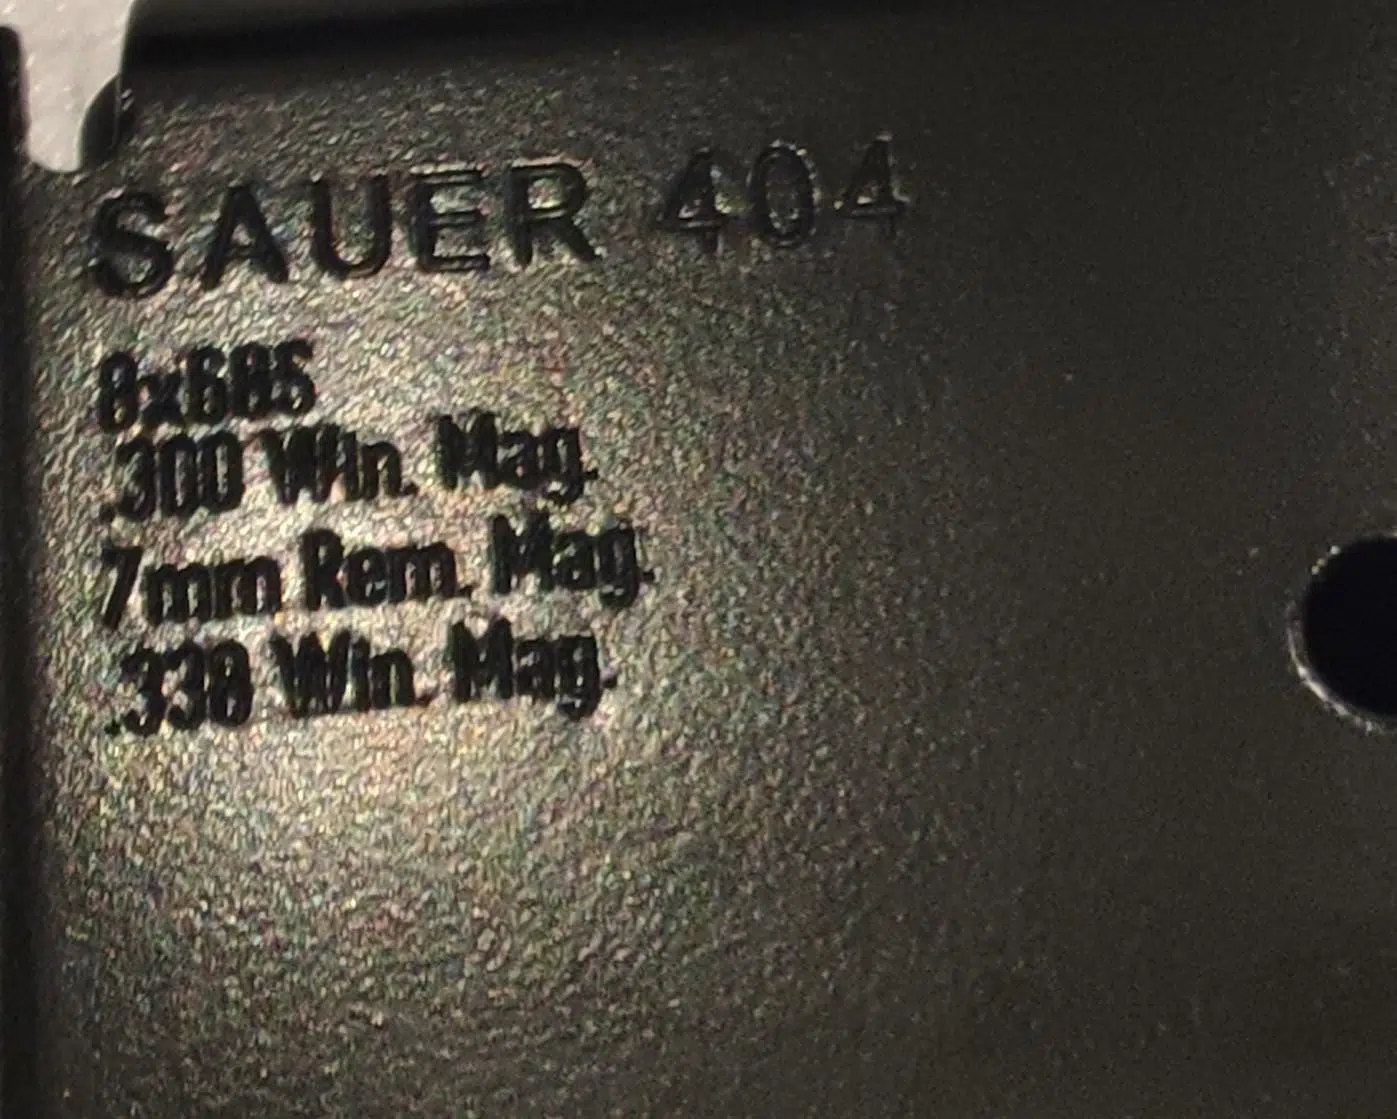 SAUER 404
8x68S
.300 Win. Mag.
7mm Rem. Mag.
.338 Win. Mag.